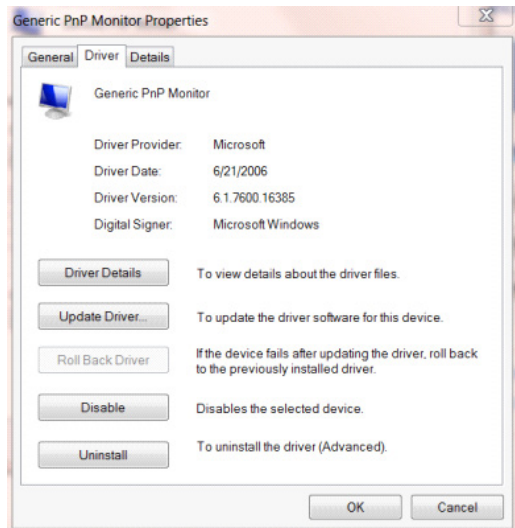 Generic PnP Monitor Properties
General Driver Details
Generic PnP Monitor
Driver Provider: Microsoft
Driver Date: 6/21/2006
Driver Version: 6.1.7600.16385
Digital Signer: Microsoft Windows
Driver Details To view details about the driver files.
Update Driver... To update the driver software for this device.
Roll Back Driver If the device fails after updating the driver, roll back
to the previously installed driver.
Disable Disables the selected device.
Uninstall To uninstall the driver (Advanced).
OK Cancel